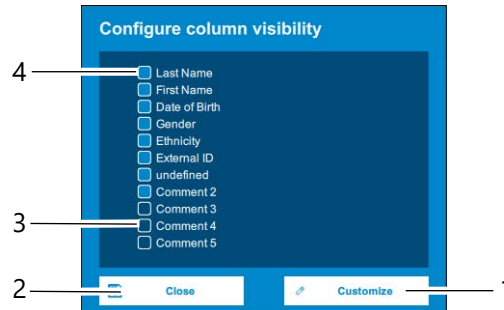 Configure column visibility
4
Last Name
First Name
Date of Birth
Gender
Ethnicity
External ID
undefined
Comment 2
Comment 3
3
Comment 4
Comment 5
2
Close
Customize